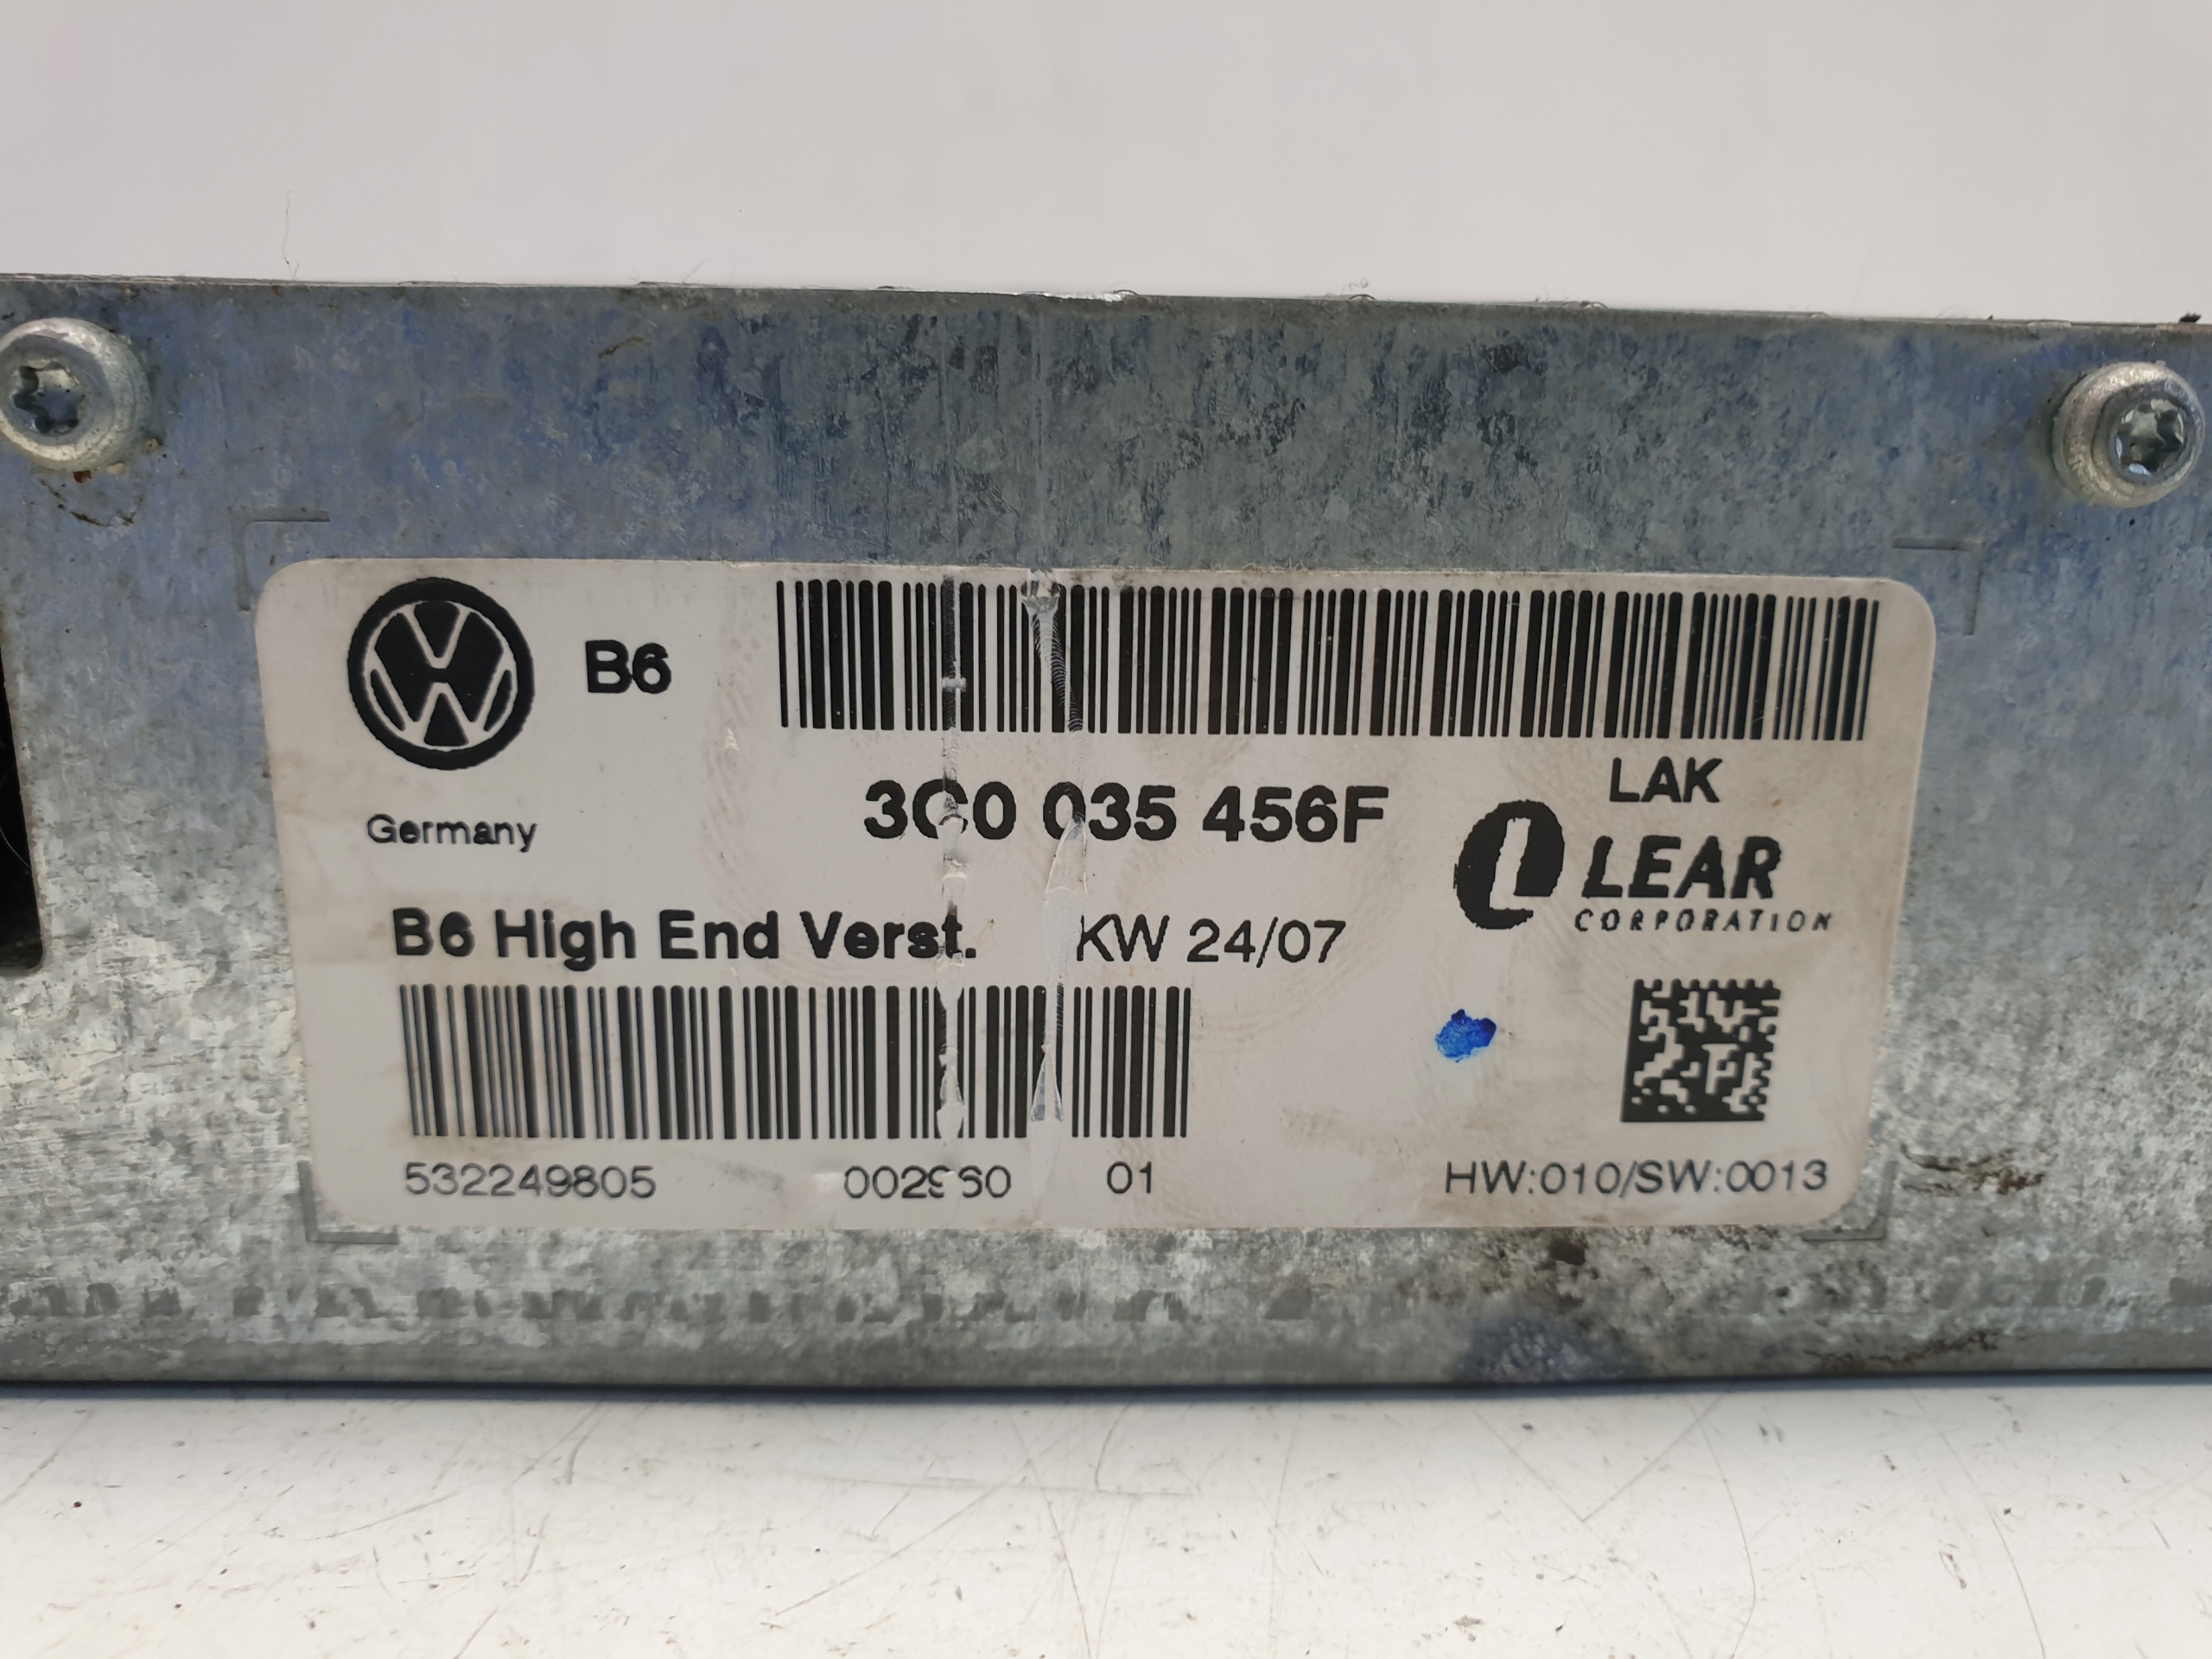 B6
3C0 035 456F
LAK
Germany
LEAR
CORPORATION
B6 High End Verst. KW 24/07
532249805 002960 01 HW:010/SW:0013